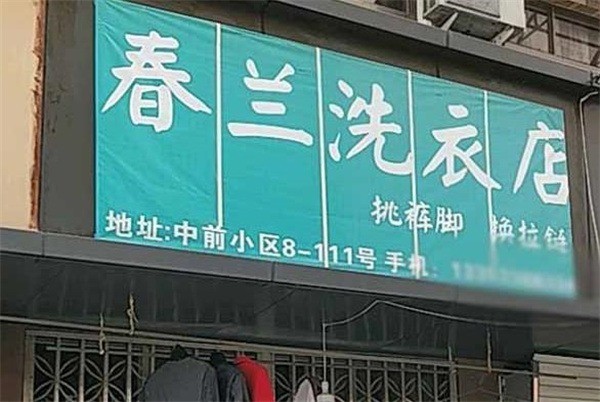 春兰洗衣店
挑裤脚 换拉链
地址:中前小区8-111号 手机: